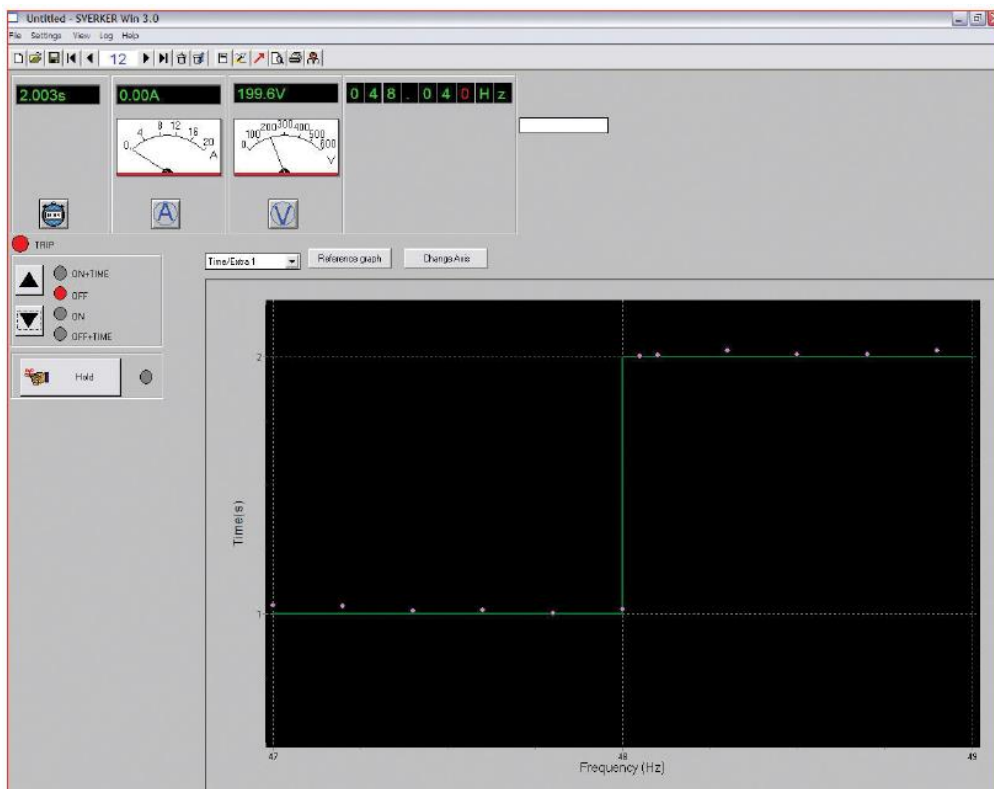 Untitled - SVERKER Win 3.0
File Settings View Log Help
12
2.003s
0.00A
199.6V
048.040Hz
0 4 8 12 16 20 A
0 100 200 300 400 500 600 V
A
V
TRIP
Time/Extra 1
Reference graph
Change Axis
ON+TIME
OFF
ON
OFF+TIME
Hold
2
1
Time(s)
47 48 49
Frequency (Hz)